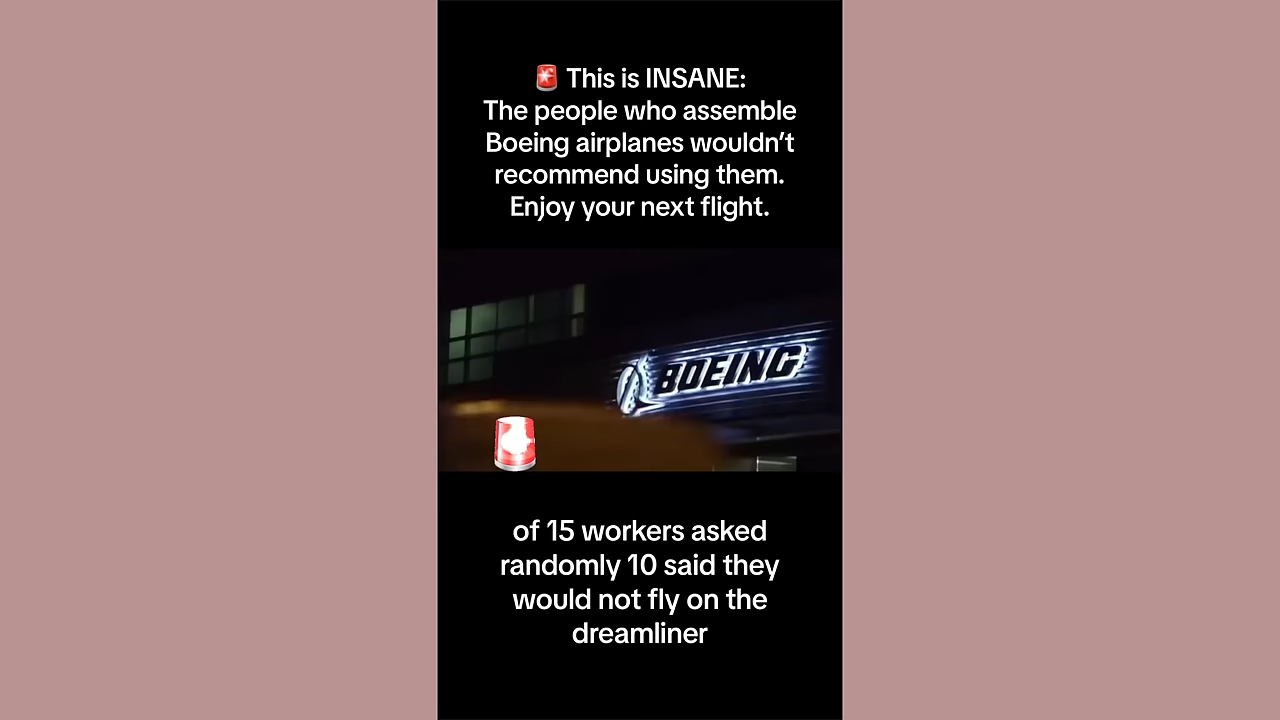 🚨 This is INSANE:
The people who assemble
Boeing airplanes wouldn't
recommend using them.
Enjoy your next flight.
BOEING
of 15 workers asked
randomly 10 said they
would not fly on the
dreamliner